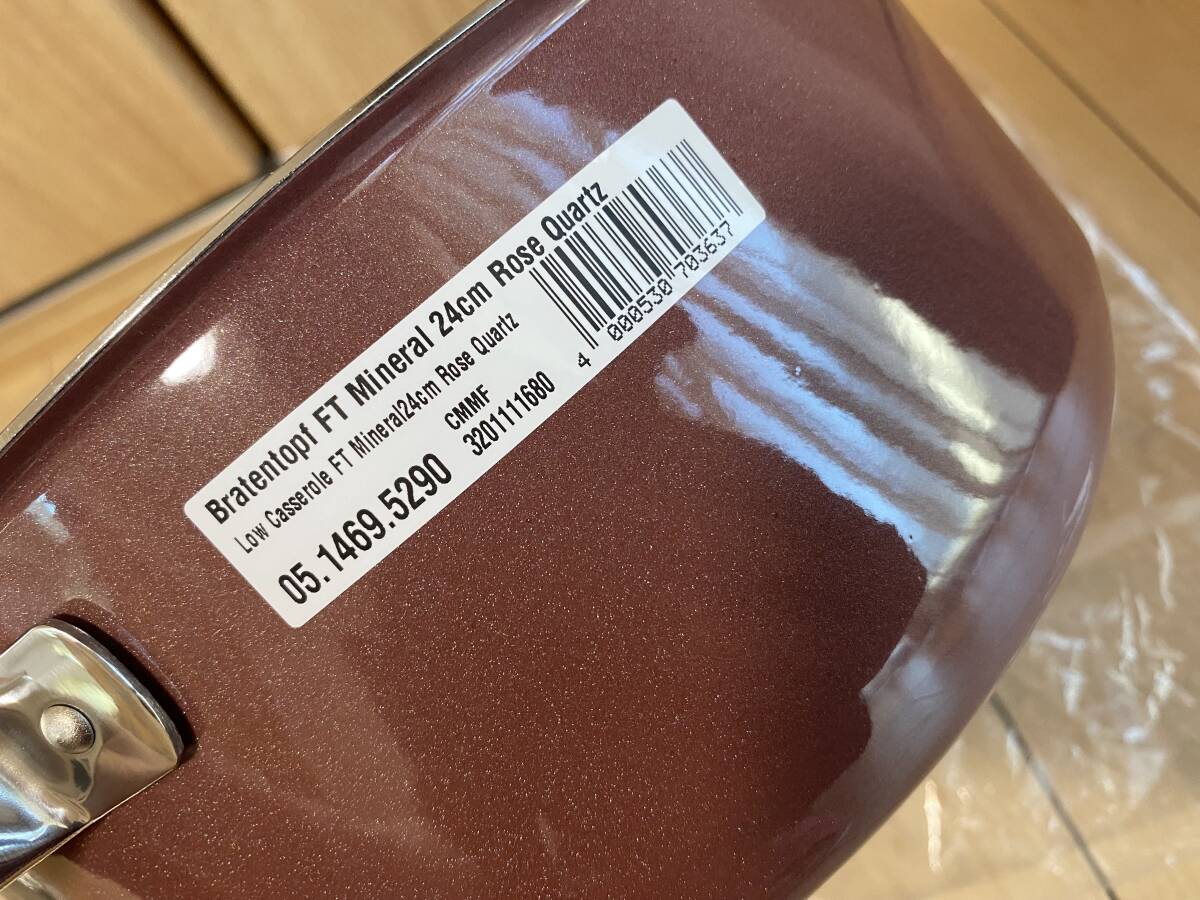 Bratentopf FT Mineral 24cm Rose Quartz
Low Casserole FT Mineral24cm Rose Quartz
CMMF
05.1469.5290
3201111680
4 000530 703637